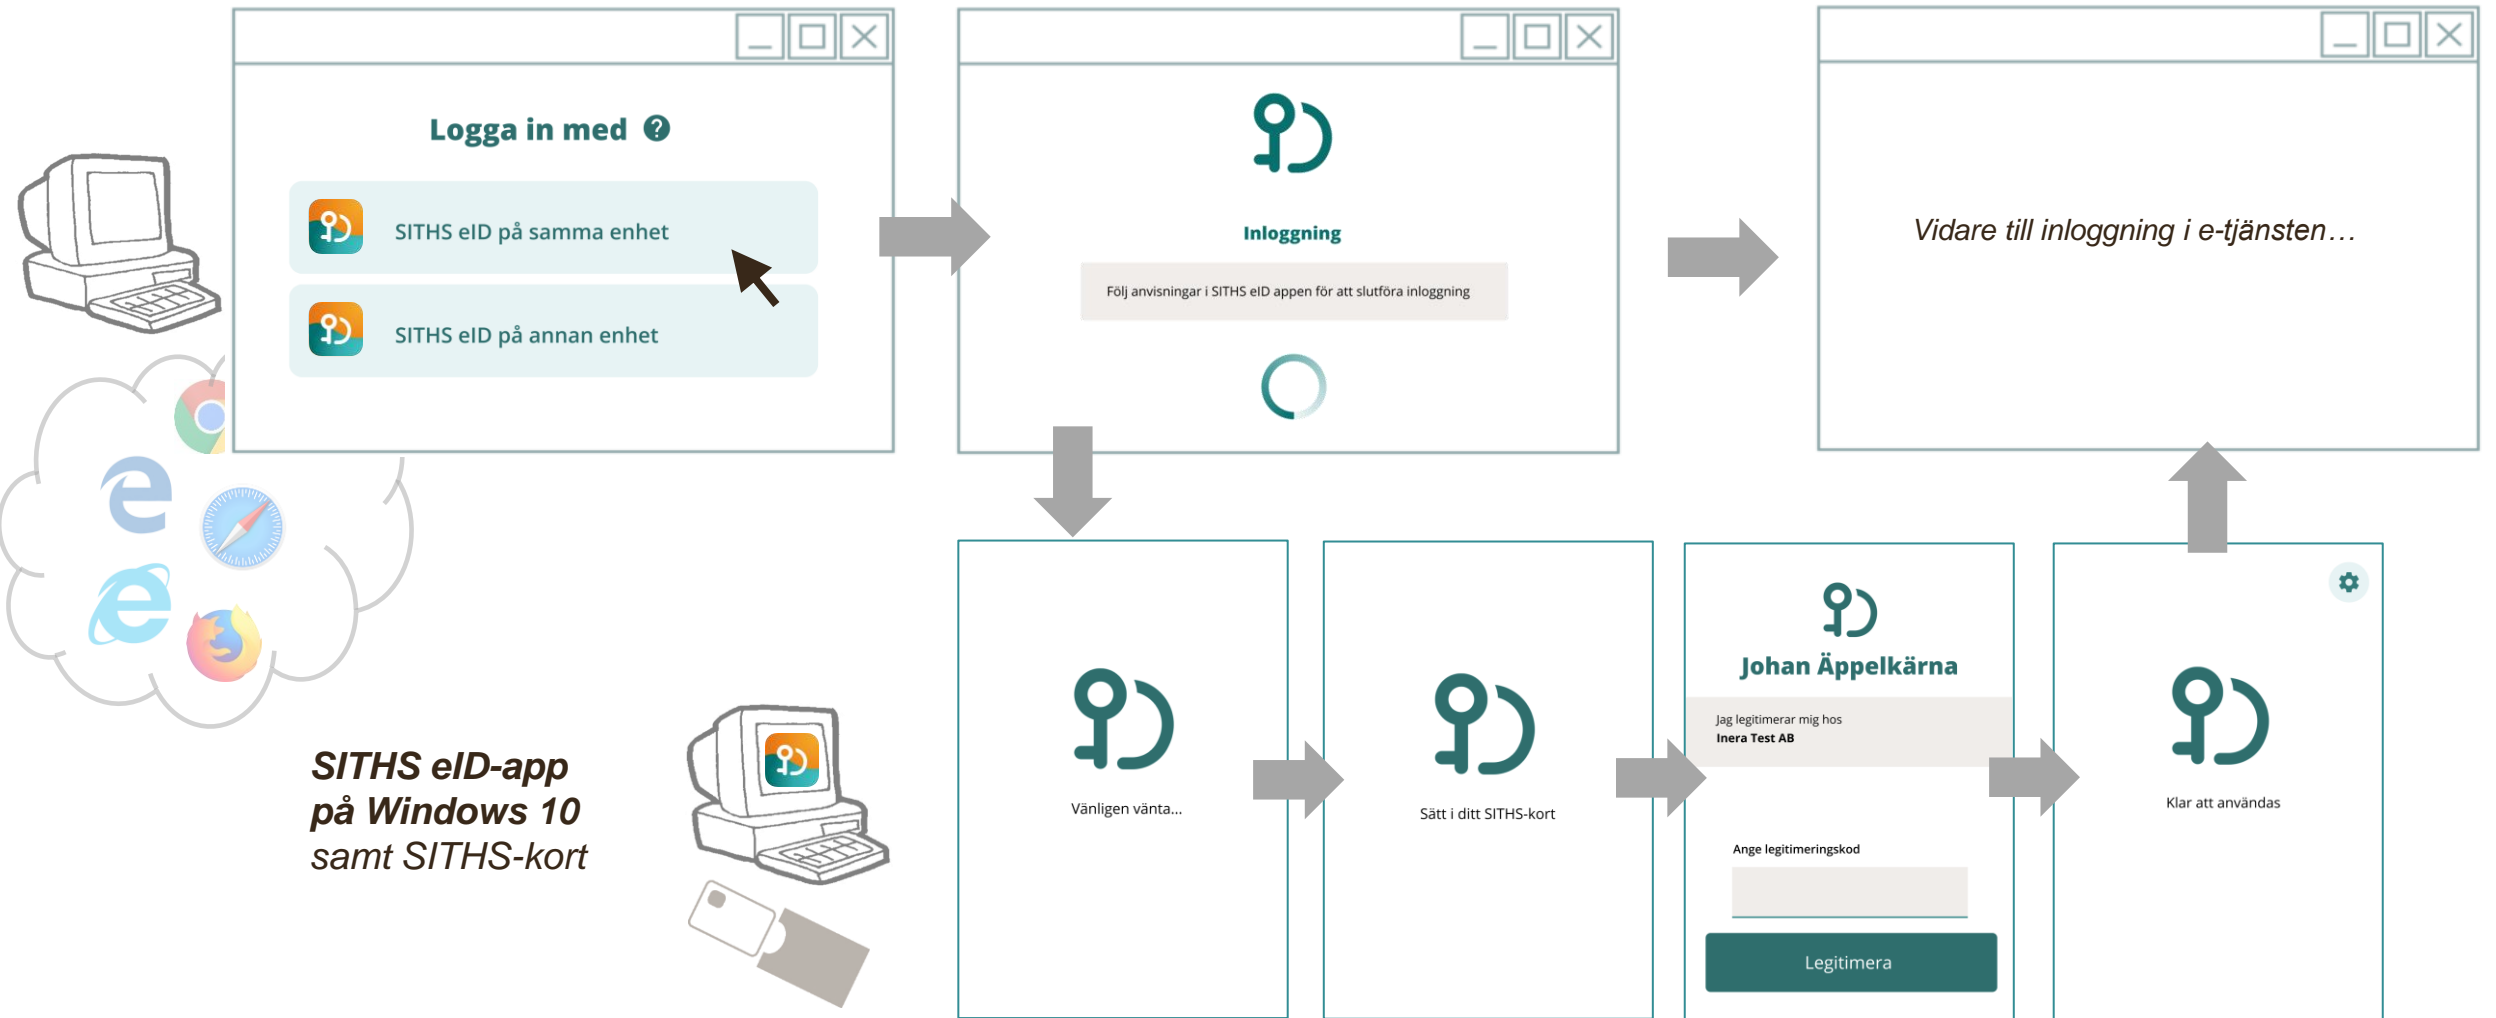 Logga in med ?
SITHS eID på samma enhet
SITHS eID på annan enhet
Inloggning
Följ anvisningar i SITHS eID appen för att slutföra inloggning
Vidare till inloggning i e-tjänsten…
SITHS eID-app
på Windows 10
samt SITHS-kort
Vänligen vänta...
Sätt i ditt SITHS-kort
Johan Äppelkärna
Jag legitimerar mig hos
Inera Test AB
Ange legitimeringskod
Legitimera
Klar att användas